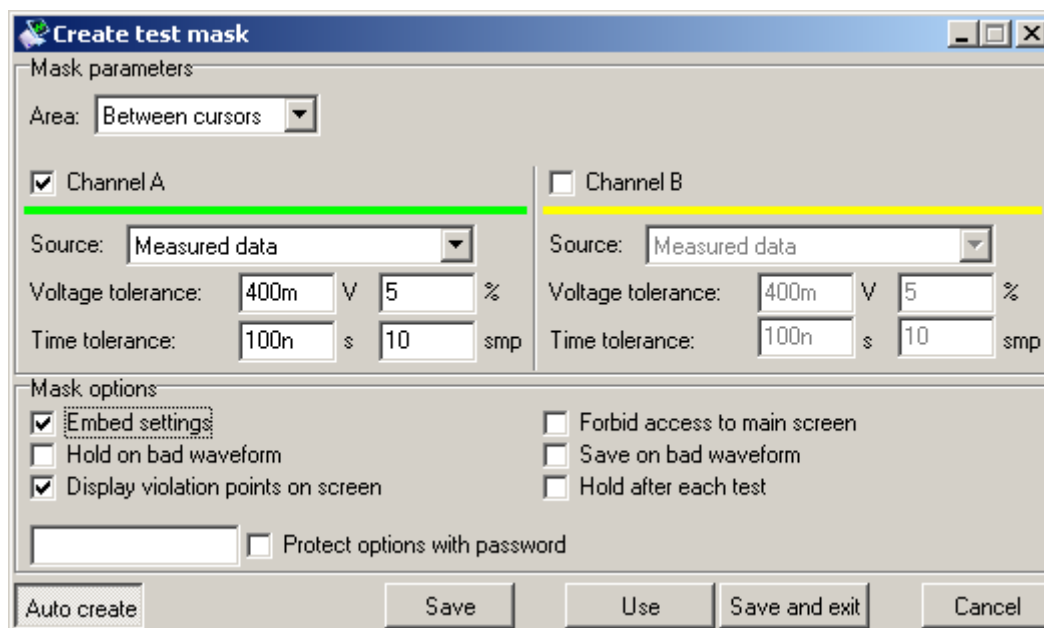 Create test mask
Mask parameters
Area: Between cursors
Channel A
Channel B
Source: Measured data
Source: Measured data
Voltage tolerance: 400m V 5 %
Voltage tolerance: 400m V 5 %
Time tolerance: 100n s 10 smp
Time tolerance: 100n s 10 smp
Mask options
Embed settings
Forbid access to main screen
Hold on bad waveform
Save on bad waveform
Display violation points on screen
Hold after each test
Protect options with password
Auto create
Save
Use
Save and exit
Cancel